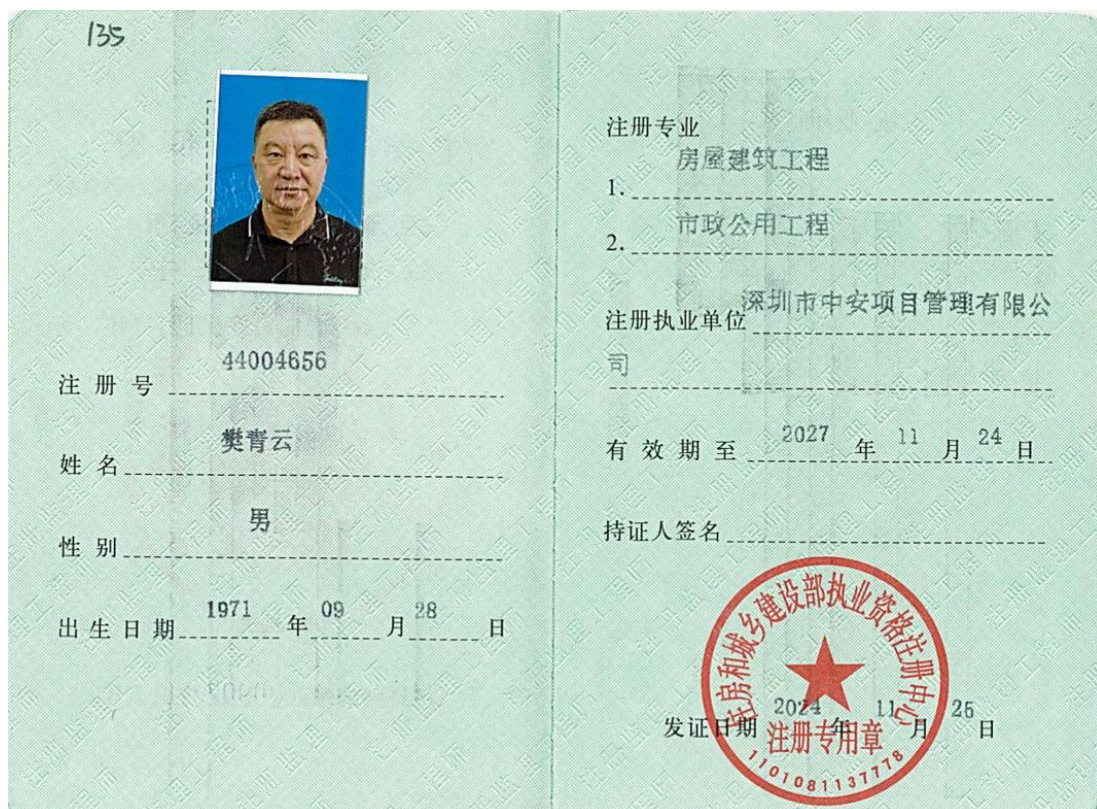 135
注册号 44004656
姓名 樊青云
性别 男
出生日期 1971 年 09 月 28 日
注册专业
1. 房屋建筑工程
2. 市政公用工程
注册执业单位 深圳市中安项目管理有限公
司
有效期至 2027 年 11 月 24 日
持证人签名
住房和城乡建设部执业资格注册中心
发证日期 2024 年 11 月 25 日
注册专用章
1101081137778